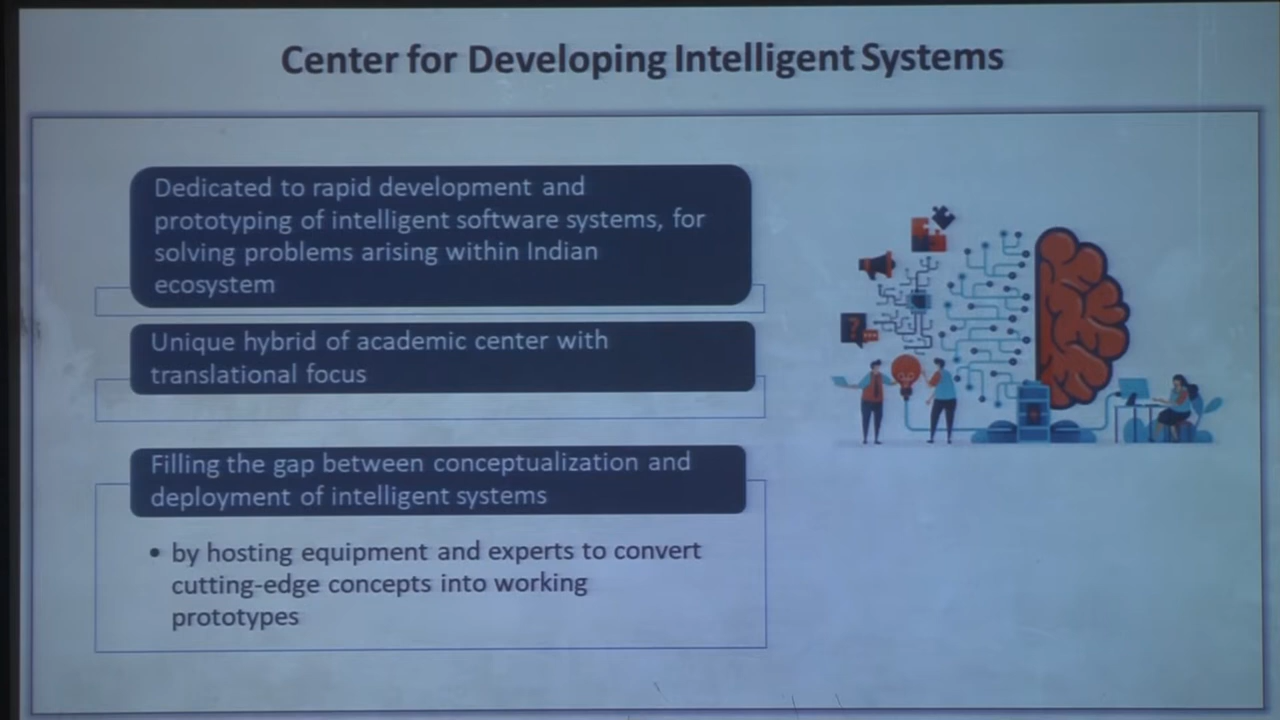 Center for Developing Intelligent Systems
Dedicated to rapid development and
prototyping of intelligent software systems, for
solving problems arising within Indian
ecosystem
Unique hybrid of academic center with
translational focus
Filling the gap between conceptualization and
deployment of intelligent systems
• by hosting equipment and experts to convert
cutting-edge concepts into working
prototypes
?